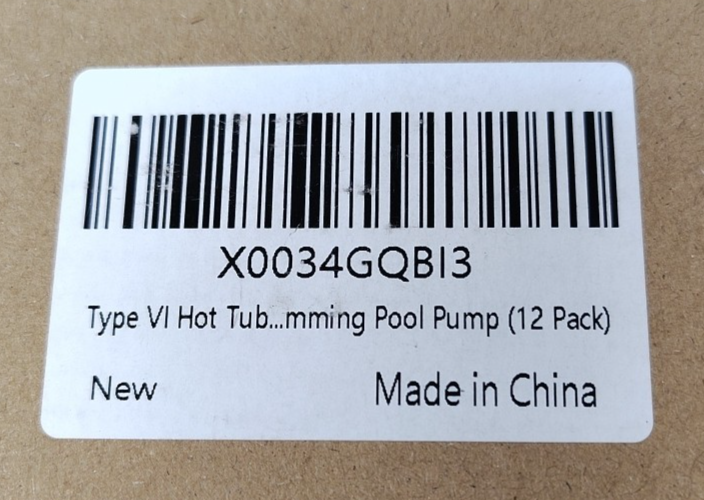 X0034GQBI3
Type VI Hot Tub...mming Pool Pump (12 Pack)
New
Made in China